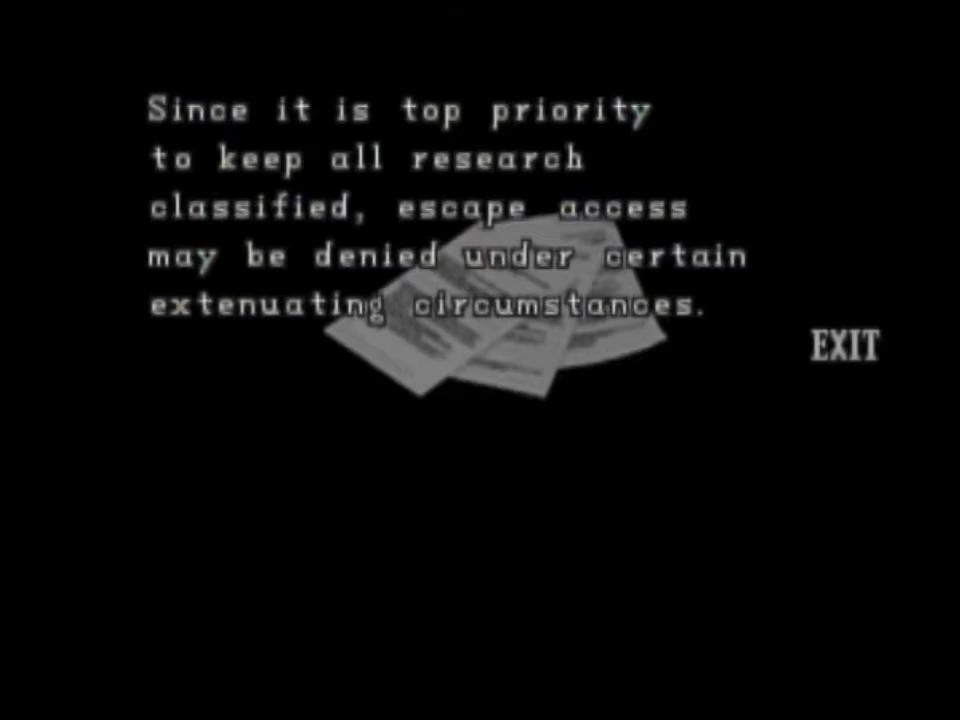 Since it is top priority
to keep all research
classified, escape access
may be denied under certain
extenuating circumstances.
EXIT